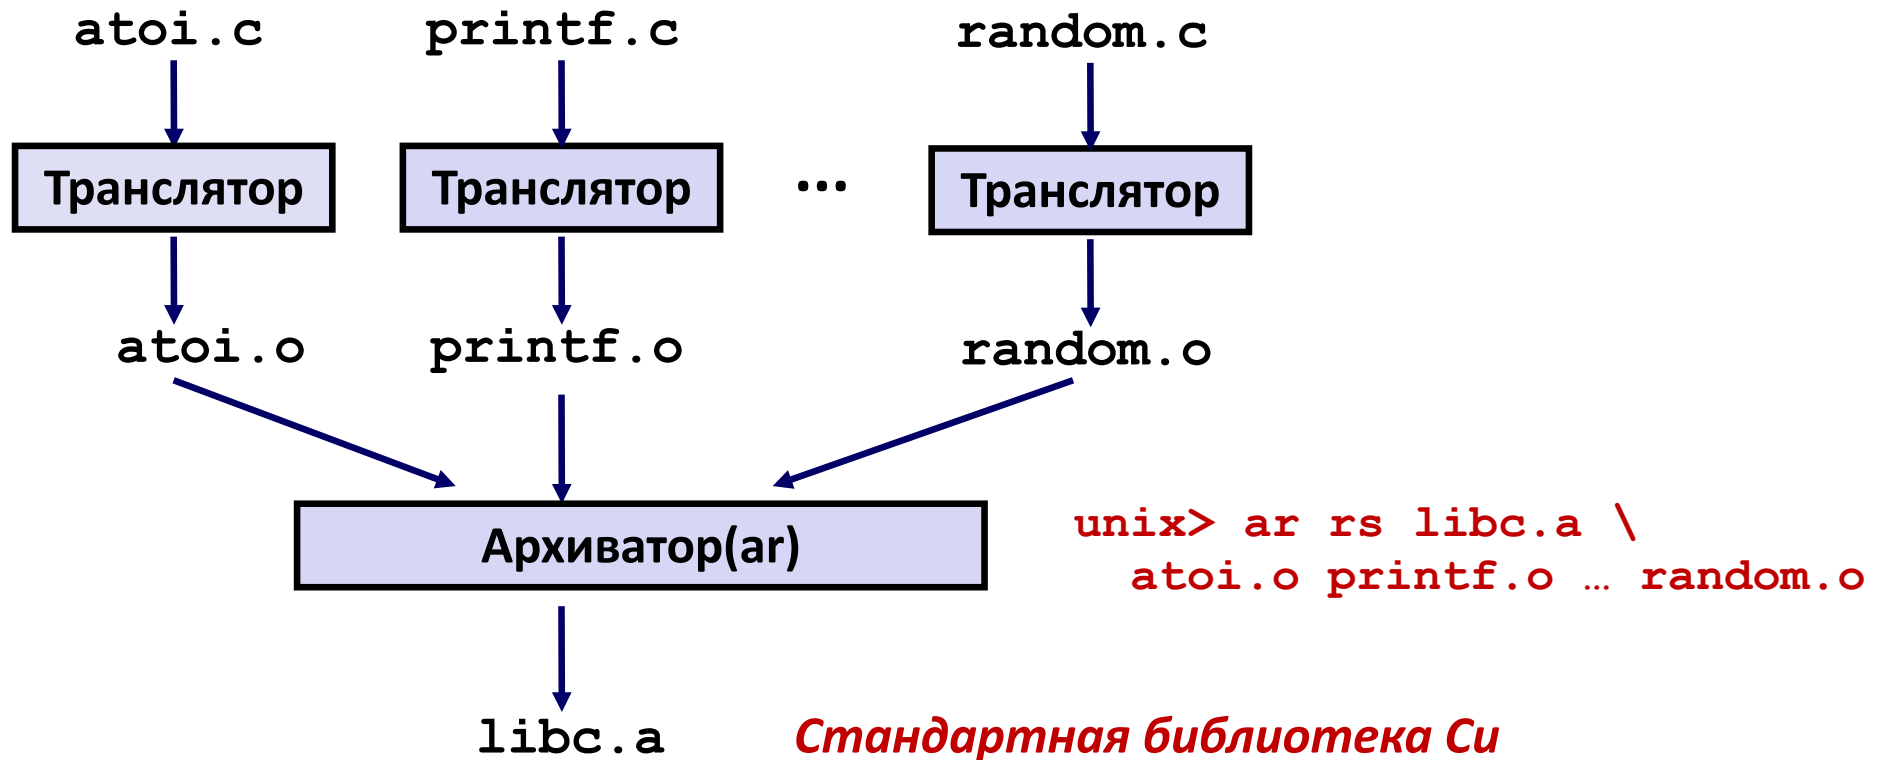 atoi.c printf.c random.c
Транслятор Транслятор ... Транслятор
atoi.o printf.o random.o
Архиватор(ar)
unix> ar rs libc.a \
atoi.o printf.o … random.o
libc.a Стандартная библиотека Си